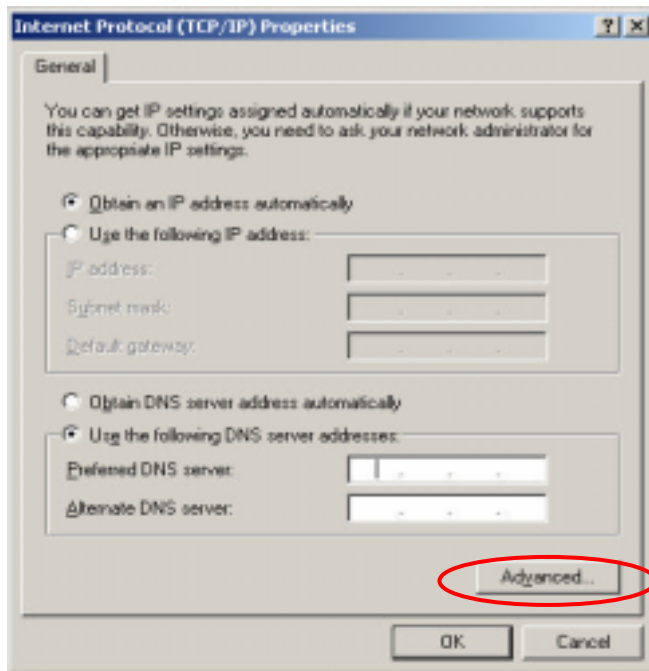 Internet Protocol (TCP/IP) Properties
General
You can get IP settings assigned automatically if your network supports
this capability. Otherwise, you need to ask your network administrator for
the appropriate IP settings.
Obtain an IP address automatically
Use the following IP address:
IP address:
Subnet mask:
Default gateway:
Obtain DNS server address automatically
Use the following DNS server addresses:
Preferred DNS server:
Alternate DNS server:
Advanced...
OK Cancel